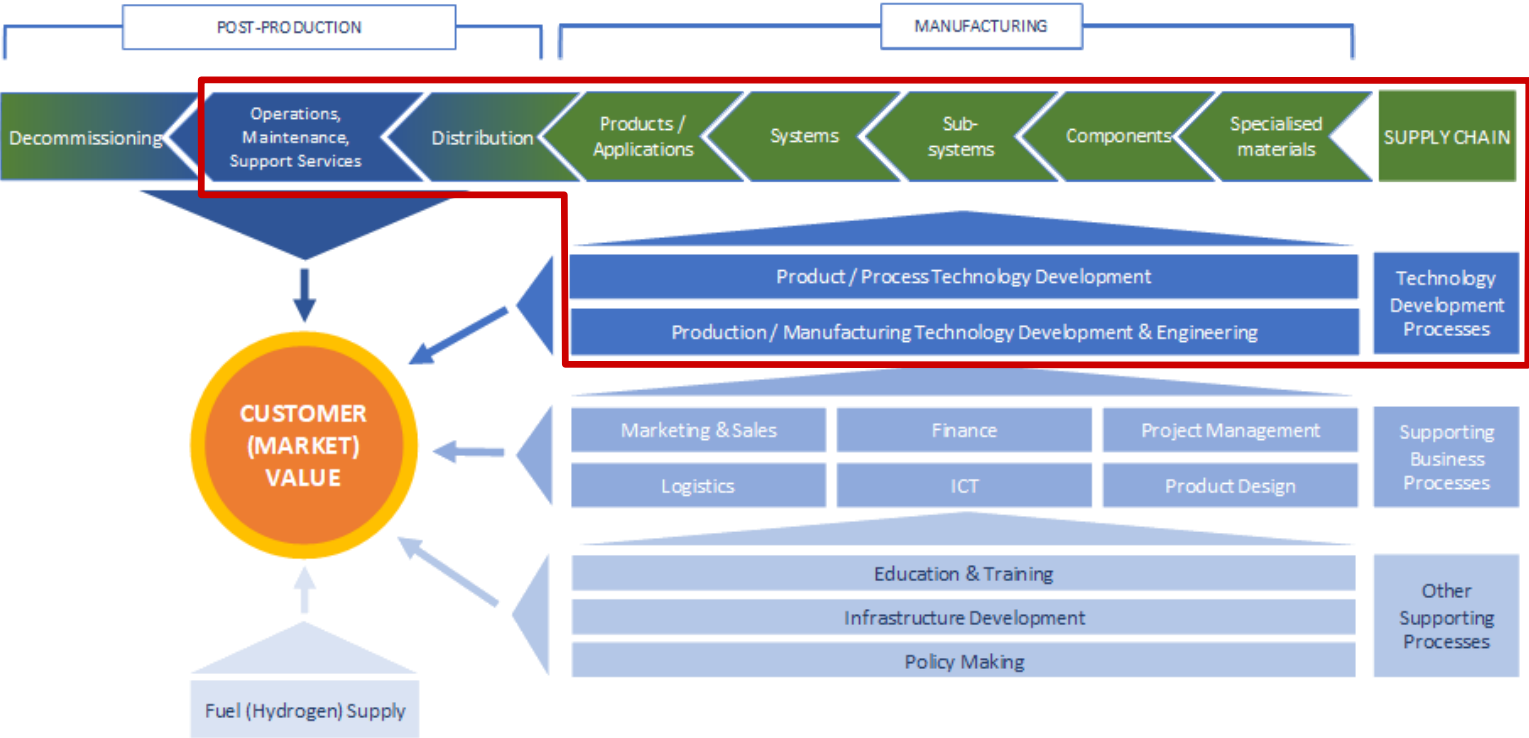 POST-PRODUCTION
MANUFACTURING
Decommissioning
Operations,
Maintenance,
Support Services
Distribution
Products /
Applications
Systems
Sub-
systems
Components
Specialised
materials
SUPPLY CHAIN
Product / Process Technology Development
Production / Manufacturing Technology Development & Engineering
Technology
Development
Processes
CUSTOMER
(MARKET)
VALUE
Marketing & Sales
Finance
Project Management
Logistics
ICT
Product Design
Supporting
Business
Processes
Education & Training
Infrastructure Development
Policy Making
Other
Supporting
Processes
Fuel (Hydrogen) Supply